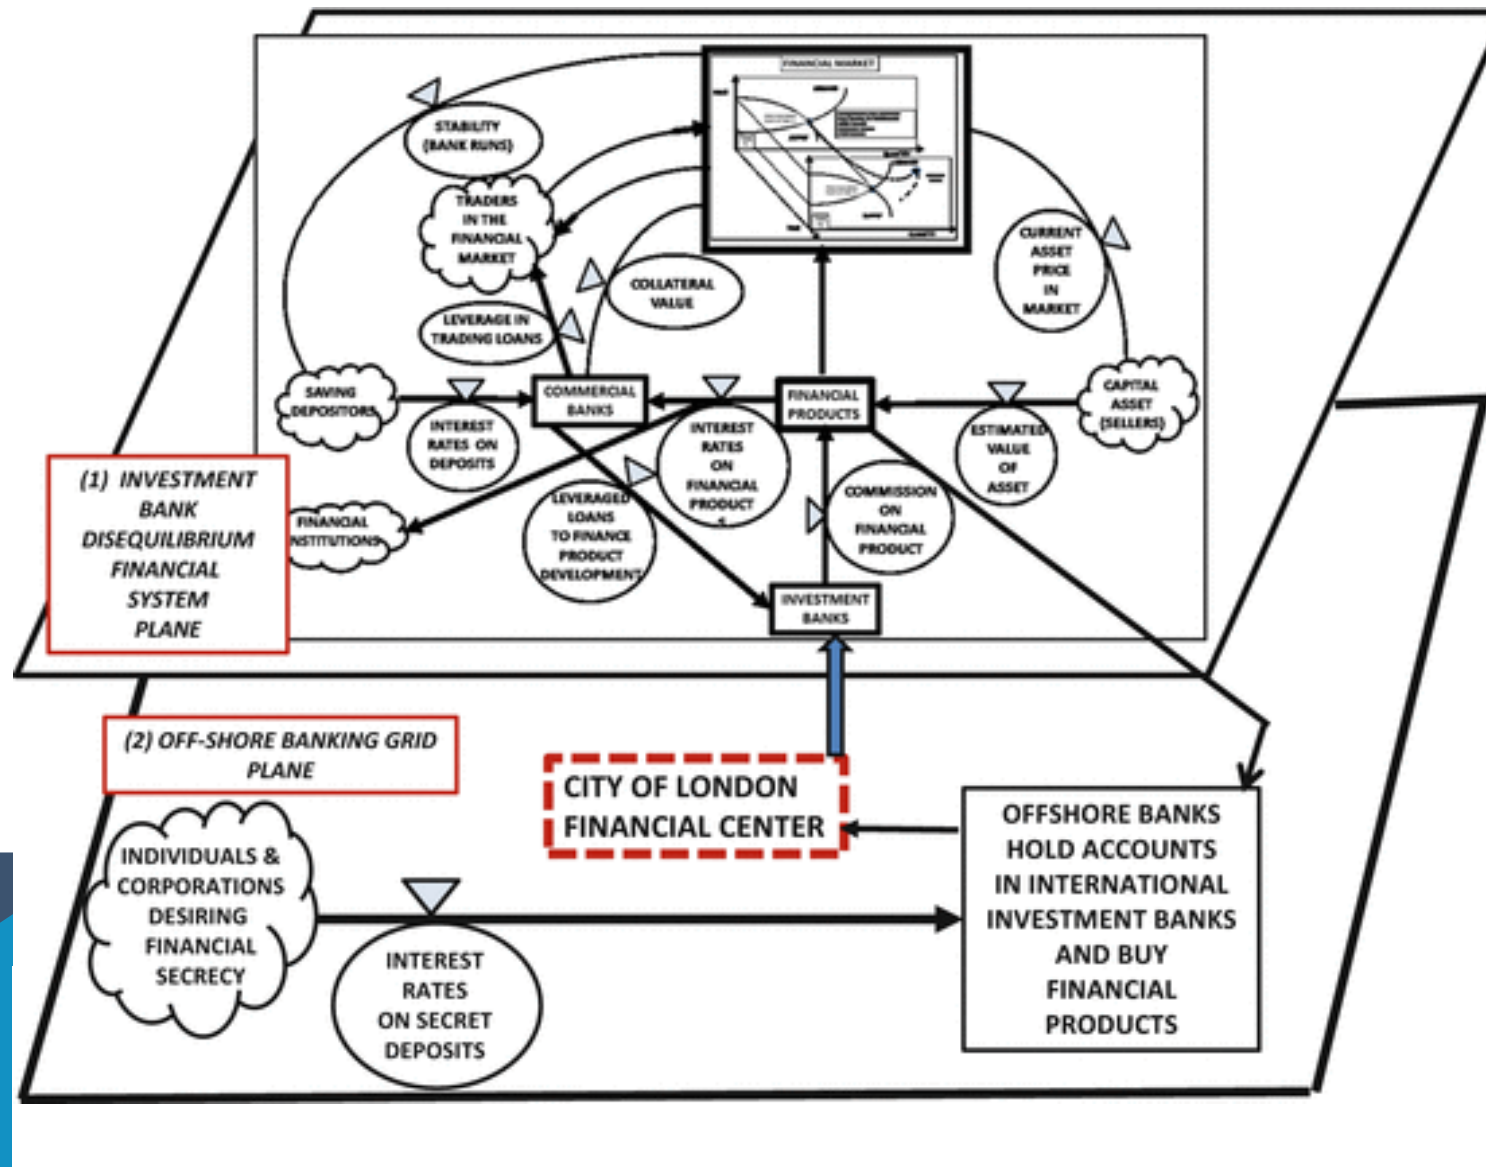 FINANCIAL MARKET
STABILITY
(BANK RUNS)
TRADERS
IN THE
FINANCIAL
MARKET
COLLATERAL
VALUE
LEVERAGE IN
TRADING LOANS
CURRENT
ASSET
PRICE
IN
MARKET
SAVING
DEPOSITORS
INTEREST
RATES ON
DEPOSITS
COMMERCIAL
BANKS
INTEREST
RATES
ON
FINANCIAL
PRODUCT
S
FINANCIAL
PRODUCTS
ESTIMATED
VALUE
OF
ASSET
CAPITAL
ASSET
(SELLERS)
(1) INVESTMENT
BANK
DISEQUILIBRIUM
FINANCIAL
SYSTEM
PLANE
FINANCIAL
NSTITUTIONS
LEVERAGED
LOANS
TO FINANCE
PRODUCT
DEVELOPMENT
COMMISSION
ON
FINANCIAL
PRODUCT
INVESTMENT
BANKS
(2) OFF-SHORE BANKING GRID
PLANE
CITY OF LONDON
FINANCIAL CENTER
INDIVIDUALS &
CORPORATIONS
DESIRING
FINANCIAL
SECRECY
INTEREST
RATES
ON SECRET
DEPOSITS
OFFSHORE BANKS
HOLD ACCOUNTS
IN INTERNATIONAL
INVESTMENT BANKS
AND BUY
FINANCIAL
PRODUCTS